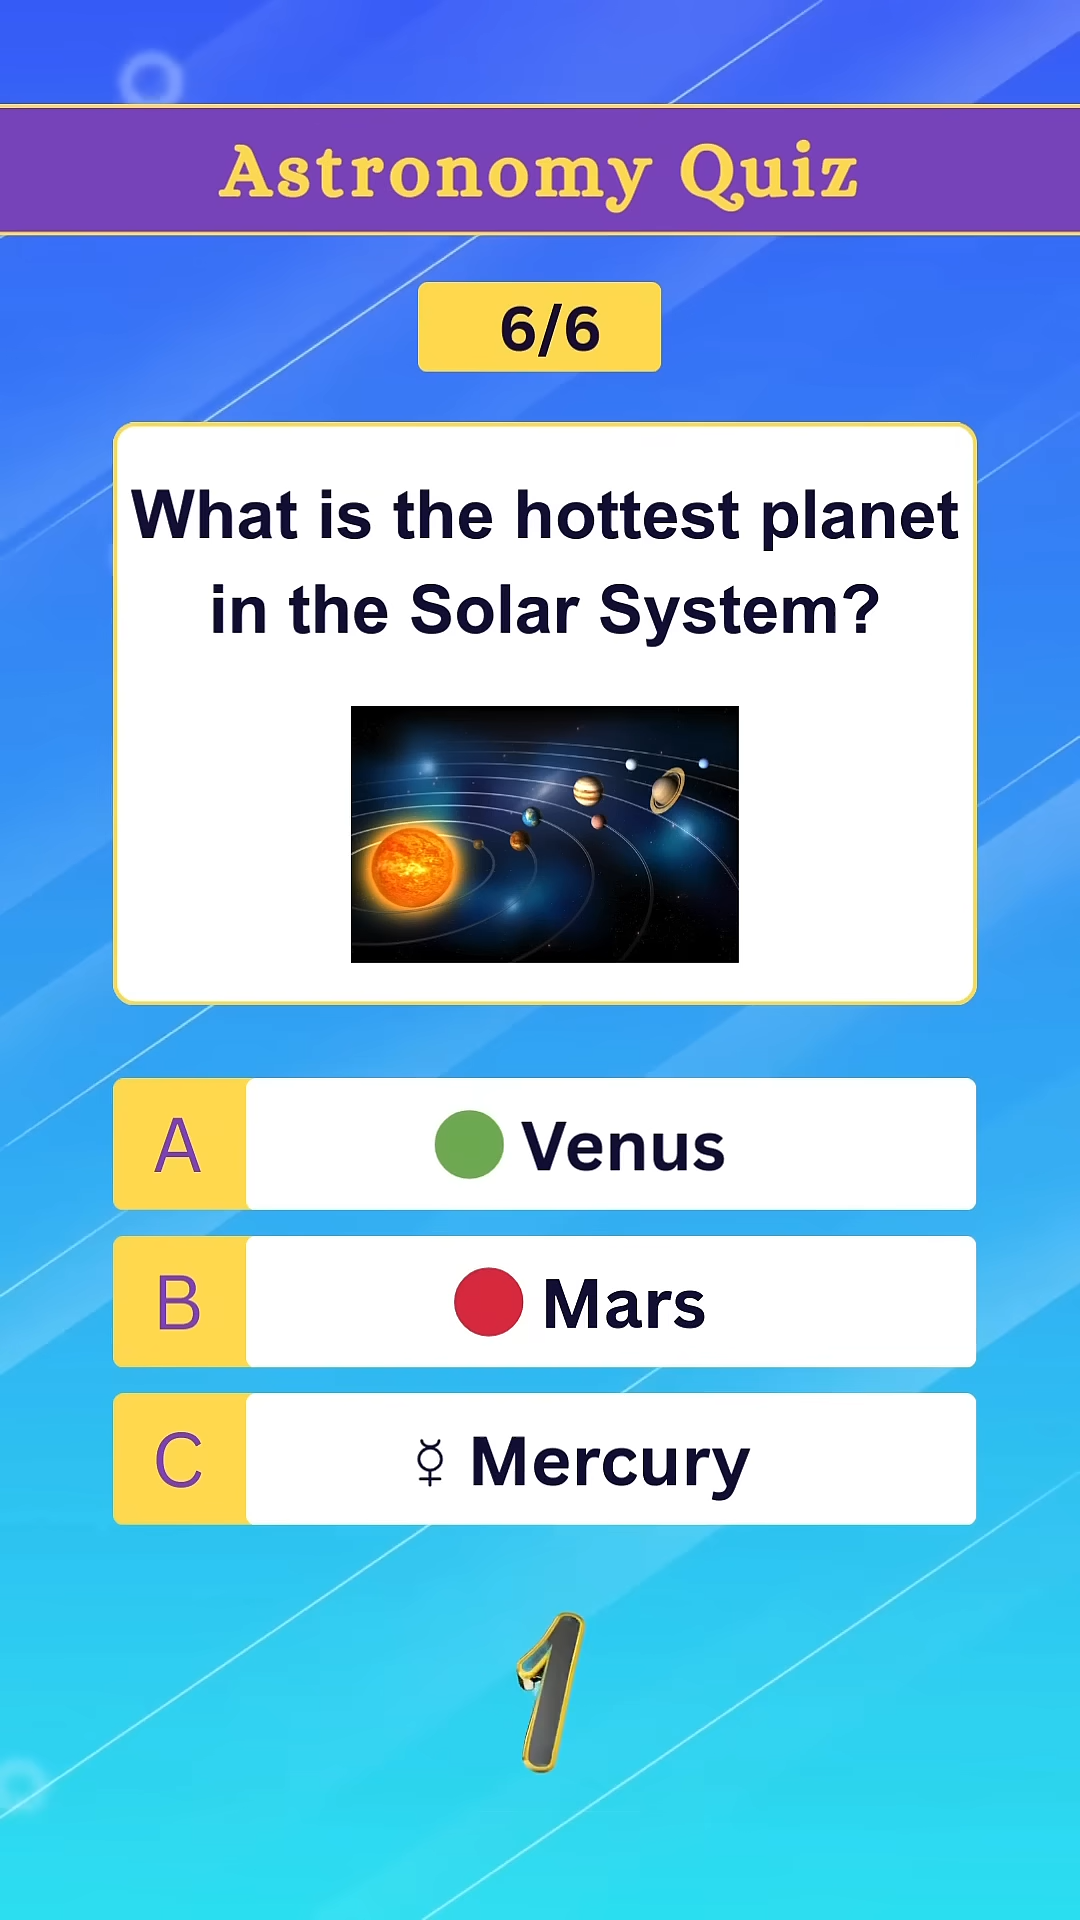 Astronomy Quiz
6/6
What is the hottest planet
in the Solar System?
A
Venus
B
Mars
C
☿ Mercury
1